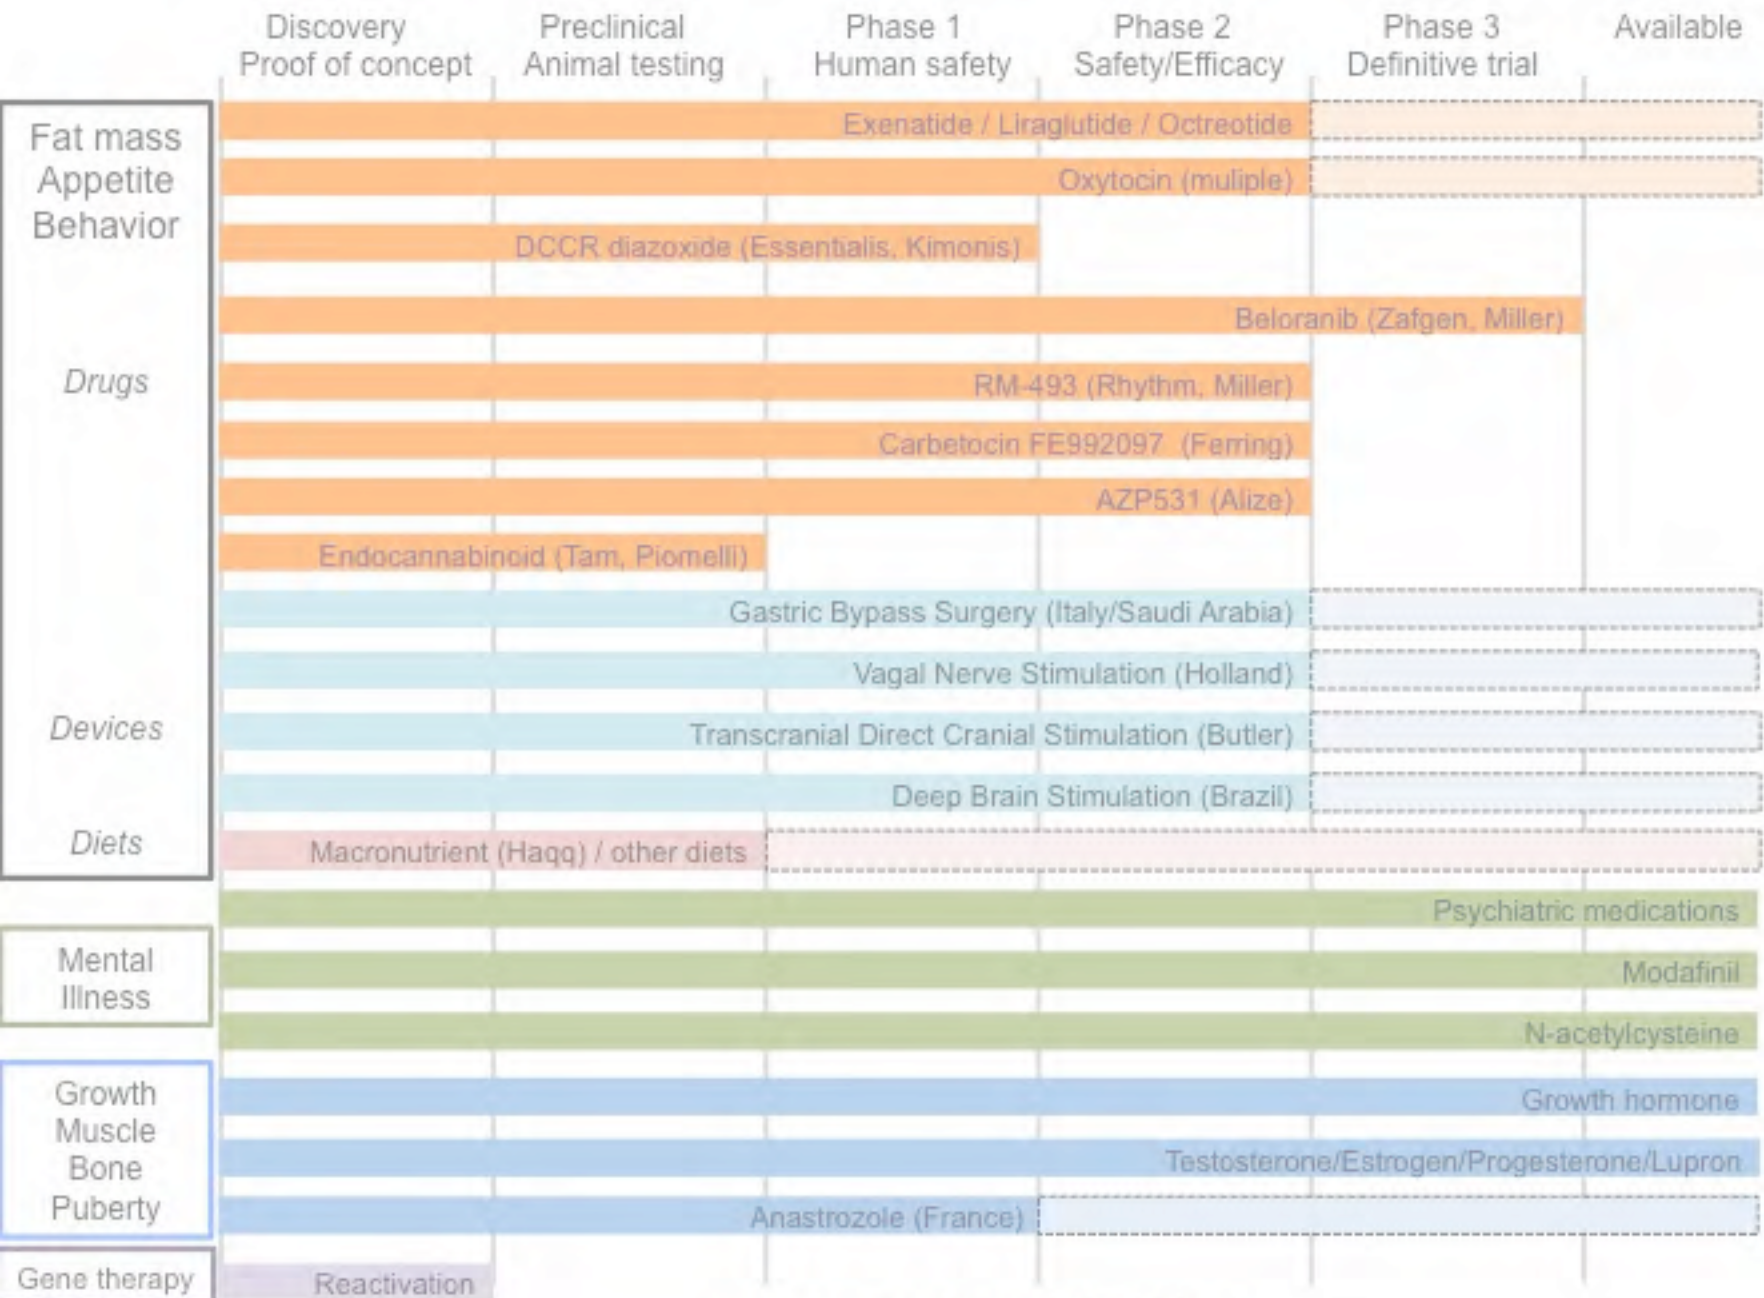 Discovery
Proof of concept
Preclinical
Animal testing
Phase 1
Human safety
Phase 2
Safety/Efficacy
Phase 3
Definitive trial
Available
Fat mass
Appetite
Behavior
Exenatide / Liraglutide / Octreotide
Oxytocin (muliple)
DCCR diazoxide (Essentialis, Kimonis)
Beloranib (Zafgen, Miller)
Drugs
RM-493 (Rhythm, Miller)
Carbetocin FE992097 (Ferring)
AZP531 (Alize)
Endocannabinoid (Tam, Piomelli)
Gastric Bypass Surgery (Italy/Saudi Arabia)
Vagal Nerve Stimulation (Holland)
Devices
Transcranial Direct Cranial Stimulation (Butler)
Deep Brain Stimulation (Brazil)
Diets
Macronutrient (Haqq) / other diets
Psychiatric medications
Mental
Illness
Modafinil
N-acetylcysteine
Growth
Muscle
Bone
Puberty
Growth hormone
Testosterone/Estrogen/Progesterone/Lupron
Anastrozole (France)
Gene therapy
Reactivation